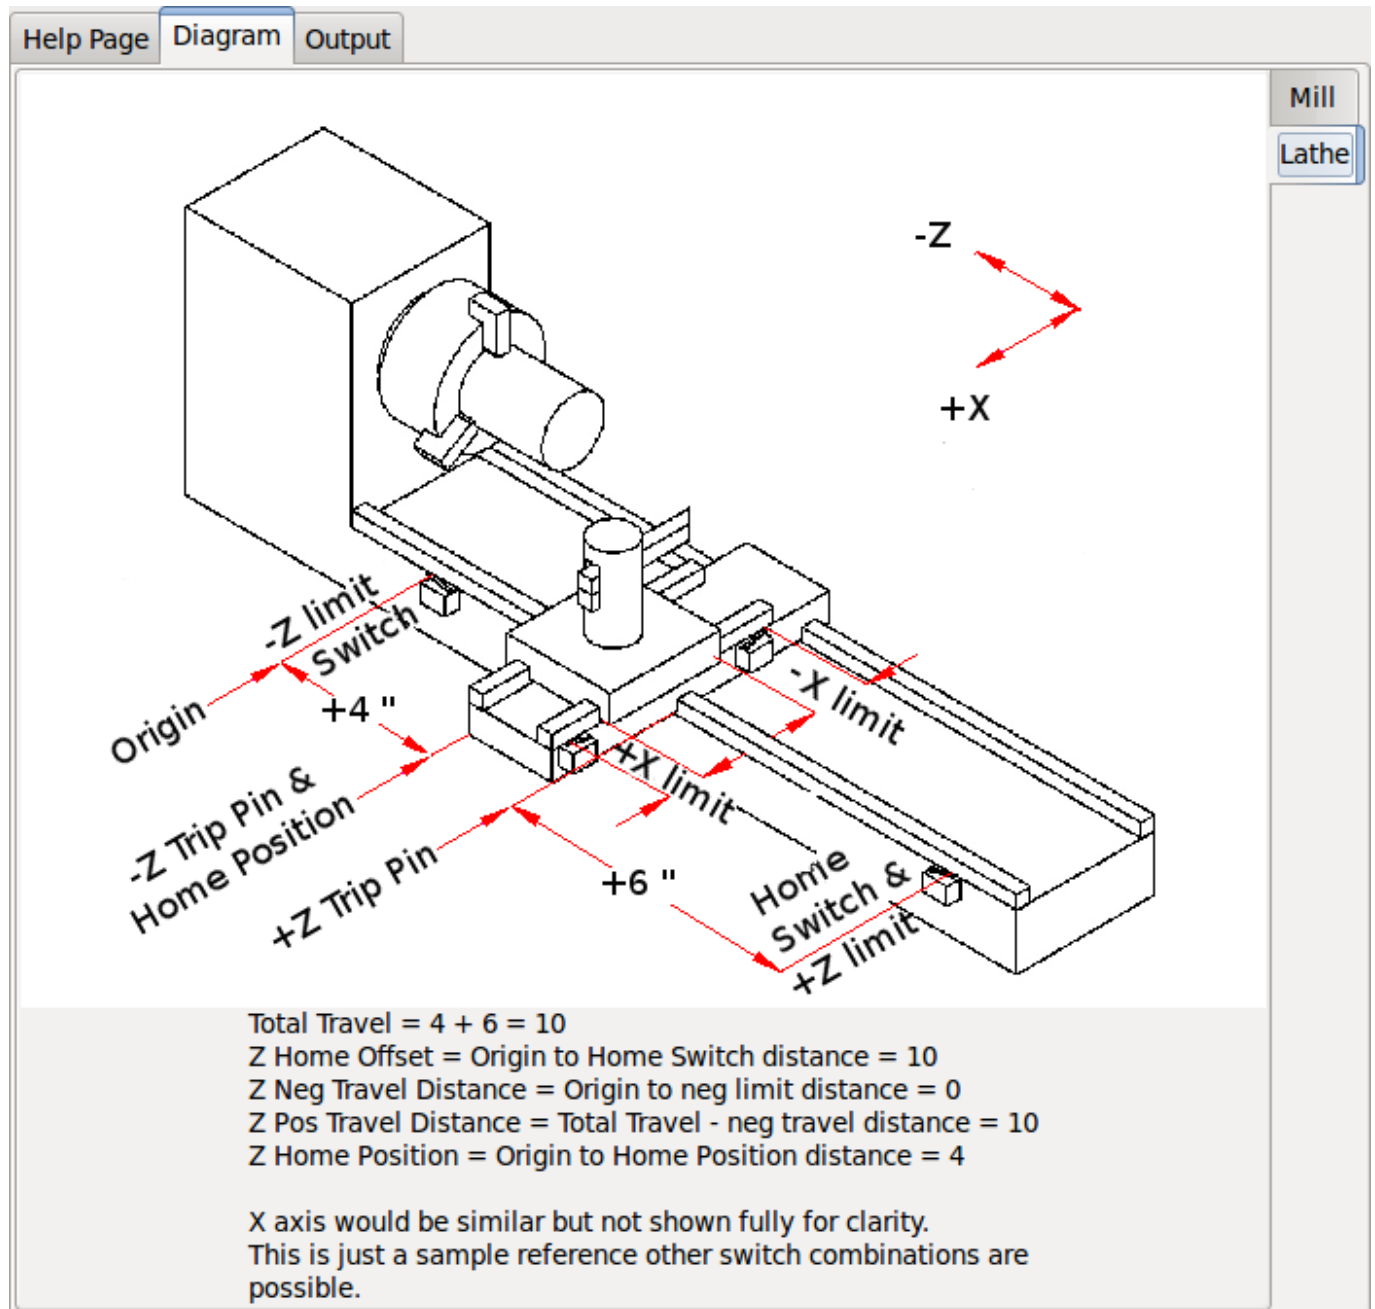 Help Page
Diagram
Output
Mill
Lathe
-Z
+X
-Z limit
Switch
Origin
+4 "
-X limit
+X limit
-Z Trip Pin &
Home Position
+Z Trip Pin
+6 "
Home
Switch &
+Z limit
Total Travel = 4 + 6 = 10
Z Home Offset = Origin to Home Switch distance = 10
Z Neg Travel Distance = Origin to neg limit distance = 0
Z Pos Travel Distance = Total Travel - neg travel distance = 10
Z Home Position = Origin to Home Position distance = 4
X axis would be similar but not shown fully for clarity.
This is just a sample reference other switch combinations are
possible.